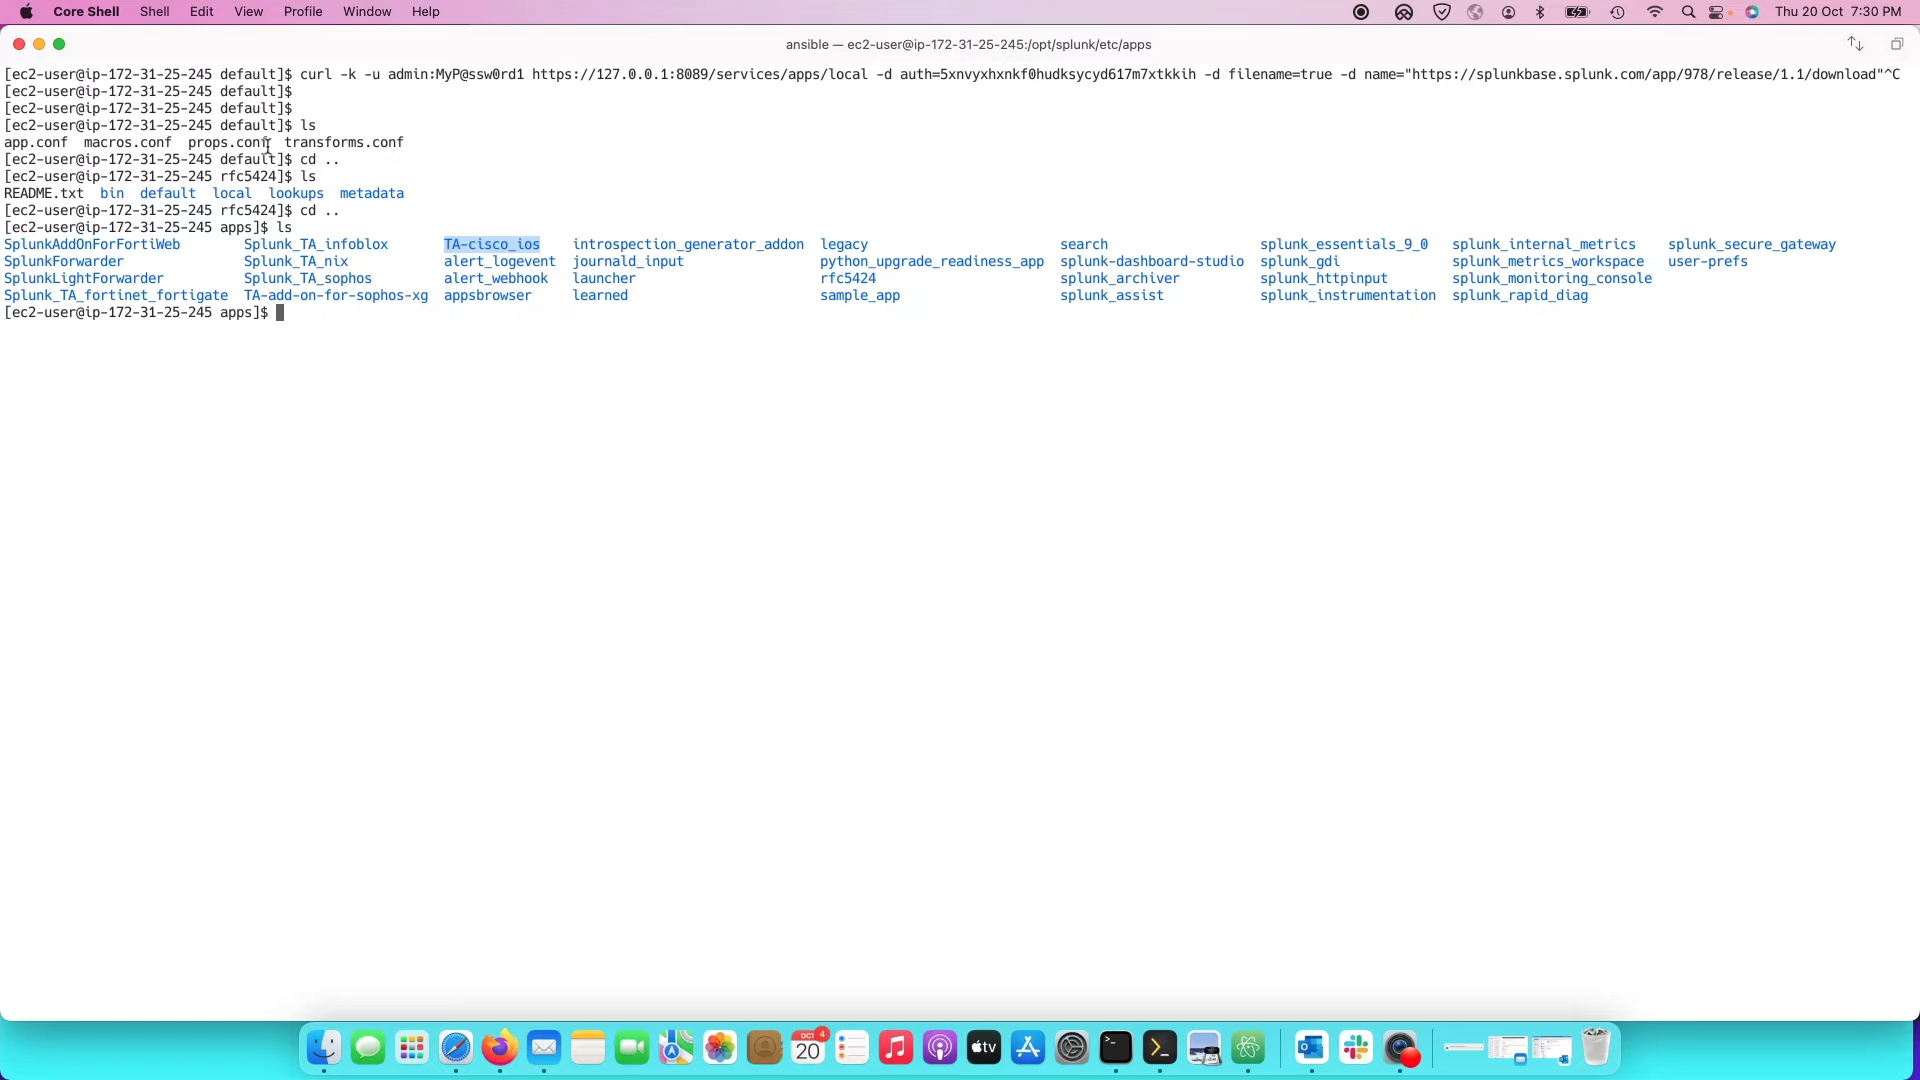 Core Shell Shell Edit View Profile Window Help Thu 20 Oct 7:30 PM
ansible — ec2-user@ip-172-31-25-245:/opt/splunk/etc/apps
[ec2-user@ip-172-31-25-245 default]$ curl -k -u admin:MyP@ssw0rd1 https://127.0.0.1:8089/services/apps/local -d auth=5xnvyxhxnkf0hudksycyd617m7xtkkih -d filename=true -d name="https://splunkbase.splunk.com/app/978/release/1.1/download"^C
[ec2-user@ip-172-31-25-245 default]$
[ec2-user@ip-172-31-25-245 default]$
[ec2-user@ip-172-31-25-245 default]$ ls
app.conf macros.conf props.conf transforms.conf
[ec2-user@ip-172-31-25-245 default]$ cd ..
[ec2-user@ip-172-31-25-245 rfc5424]$ ls
README.txt bin default local lookups metadata
[ec2-user@ip-172-31-25-245 rfc5424]$ cd ..
[ec2-user@ip-172-31-25-245 apps]$ ls
SplunkAddOnForFortiWeb Splunk_TA_infoblox TA-cisco_ios introspection_generator_addon legacy search splunk_essentials_9_0 splunk_internal_metrics splunk_secure_gateway
SplunkForwarder Splunk_TA_nix alert_logevent journald_input python_upgrade_readiness_app splunk-dashboard-studio splunk_gdi splunk_metrics_workspace user-prefs
SplunkLightForwarder Splunk_TA_sophos alert_webhook launcher rfc5424 splunk_archiver splunk_httpinput splunk_monitoring_console
Splunk_TA_fortinet_fortigate TA-add-on-for-sophos-xg appsbrowser learned sample_app splunk_assist splunk_instrumentation splunk_rapid_diag
[ec2-user@ip-172-31-25-245 apps]$
OCT 4
20
tv